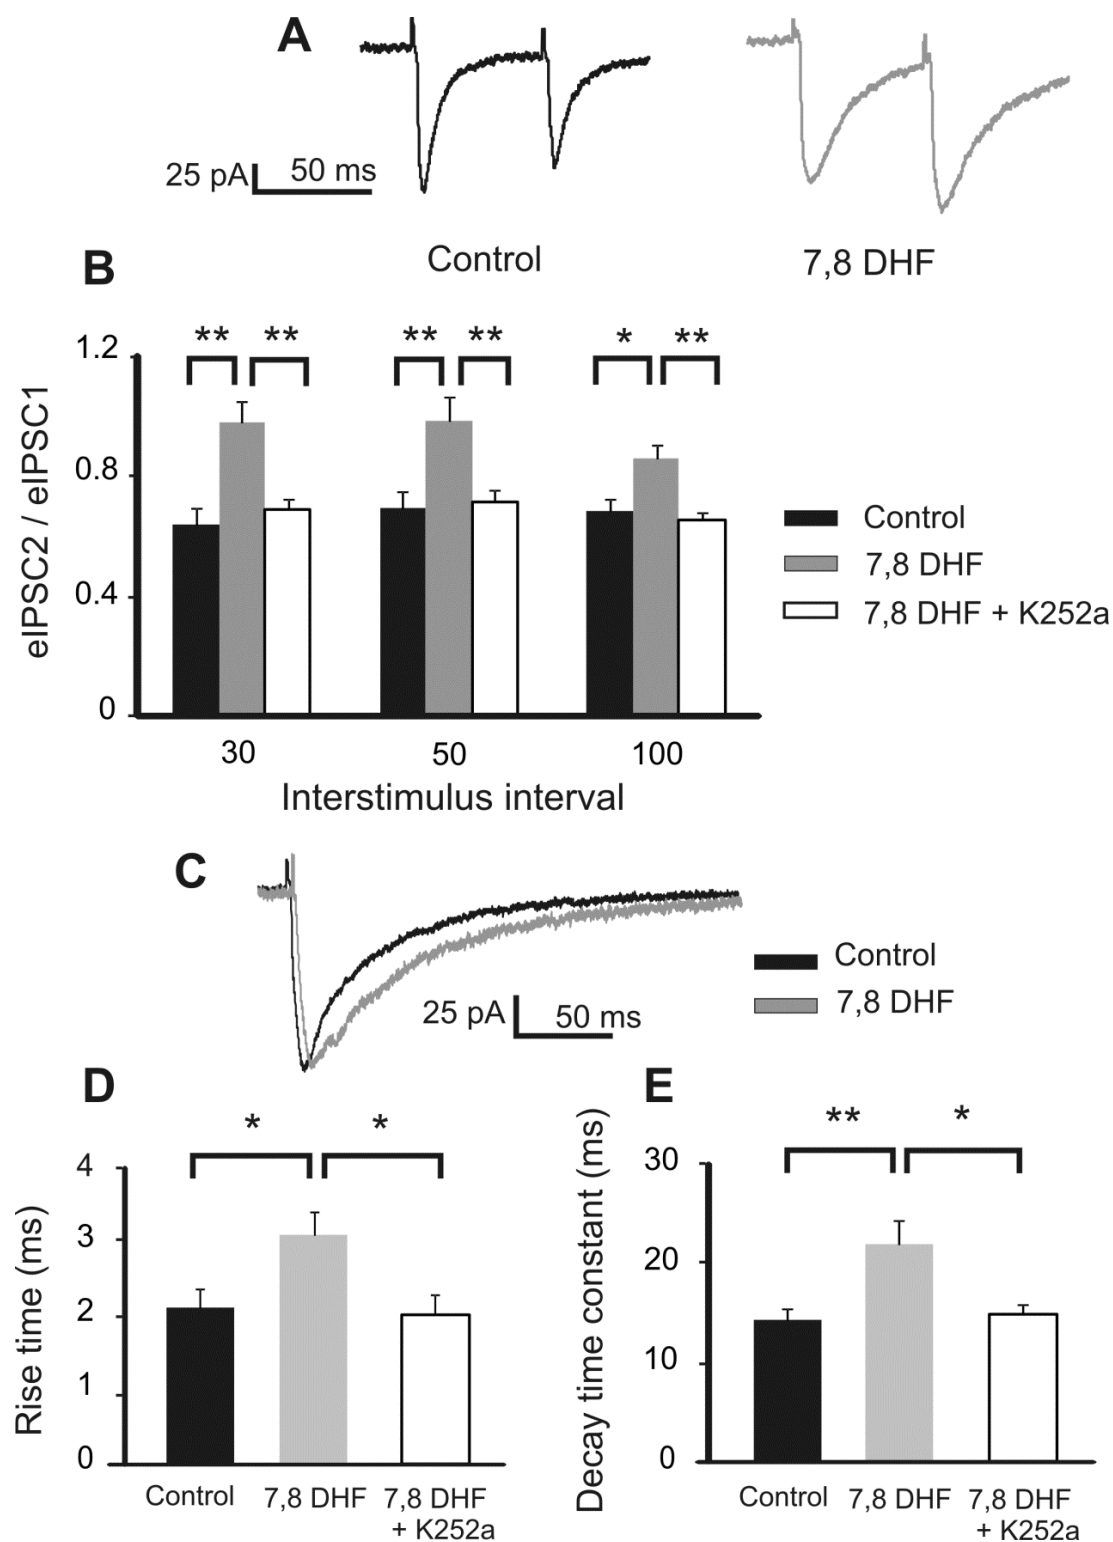 A
25 pA
50 ms
Control
7,8 DHF
B
** ** ** ** * **
1.2
0.8
0.4
0
eIPSC2 / eIPSC1
30 50 100
Interstimulus interval
Control
7,8 DHF
7,8 DHF + K252a
C
25 pA
50 ms
Control
7,8 DHF
D
* *
4
3
2
1
0
Rise time (ms)
Control 7,8 DHF 7,8 DHF
+ K252a
E
** *
30
20
10
0
Decay time constant (ms)
Control 7,8 DHF 7,8 DHF
+ K252a